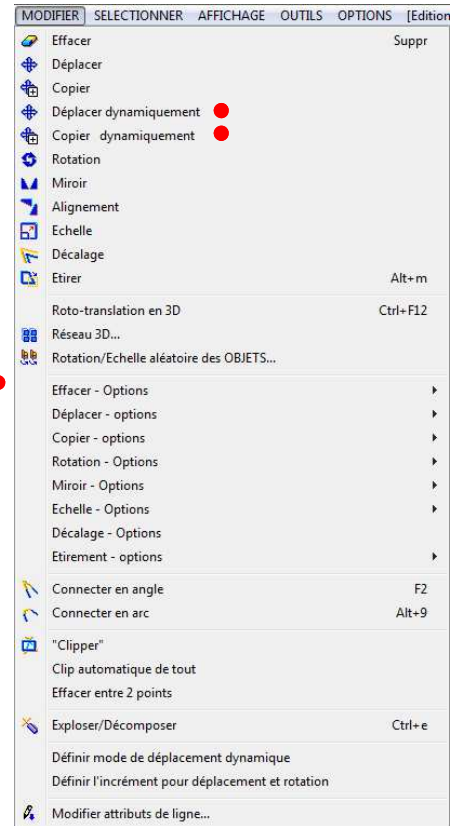 MODIFIER SELECTIONNER AFFICHAGE OUTILS OPTIONS [Edition
Effacer Suppr
Déplacer
Copier
Déplacer dynamiquement
Copier dynamiquement
Rotation
Miroir
Alignement
Echelle
Décalage
Etirer Alt+m
Roto-translation en 3D Ctrl+F12
Réseau 3D...
Rotation/Echelle aléatoire des OBJETS...
Effacer - Options
Déplacer - options
Copier - options
Rotation - Options
Miroir - Options
Echelle - Options
Décalage - Options
Etirement - options
Connecter en angle F2
Connecter en arc Alt+9
"Clipper"
Clip automatique de tout
Effacer entre 2 points
Exploser/Décomposer Ctrl+e
Définir mode de déplacement dynamique
Définir l'incrément pour déplacement et rotation
Modifier attributs de ligne...